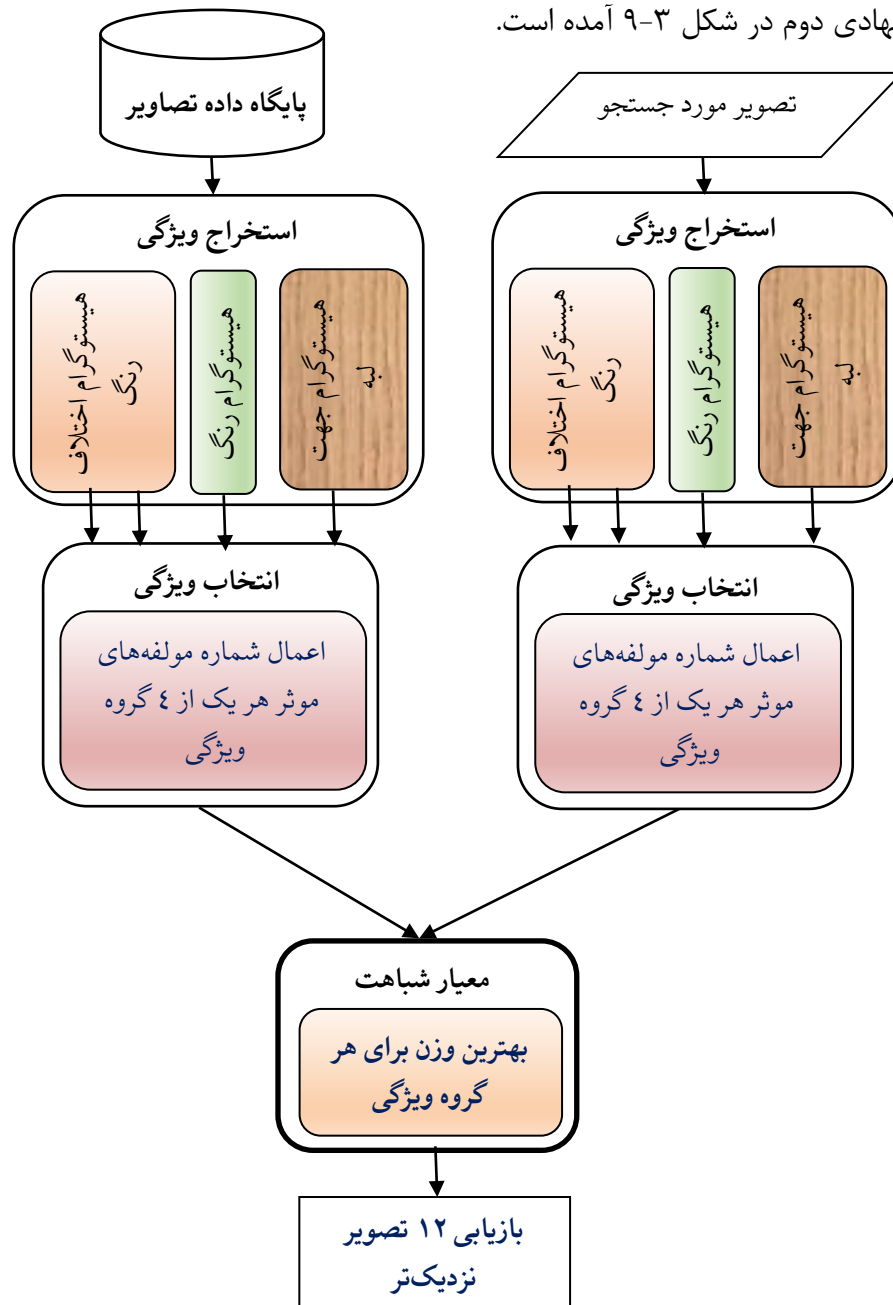 نهادی دوم در شکل ۳-۹ آمده است.
تصویر مورد جستجو
پایگاه داده تصاویر
استخراج ویژگی
هیستوگرام جهت
لبه
هیستوگرام رنگ
هیستوگرام اختلاف
رنگ
استخراج ویژگی
هیستوگرام جهت
لبه
هیستوگرام رنگ
هیستوگرام اختلاف
رنگ
انتخاب ویژگی
اعمال شماره مولفه‌های
موثر هر یک از ٤ گروه
ویژگی
انتخاب ویژگی
اعمال شماره مولفه‌های
موثر هر یک از ٤ گروه
ویژگی
معیار شباهت
بهترین وزن برای هر
گروه ویژگی
بازیابی ۱۲ تصویر
نزدیک‌تر